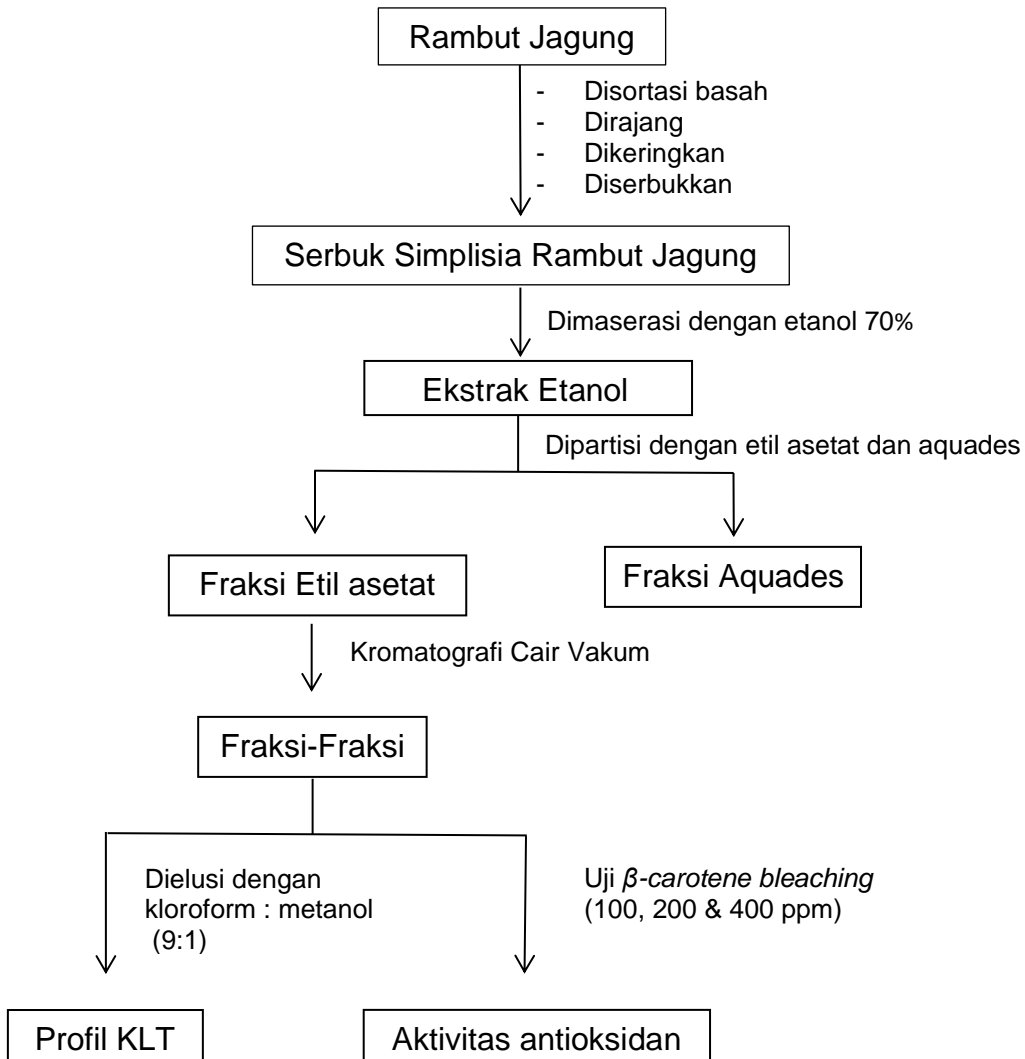 Rambut Jagung
- Disortasi basah
- Dirajang
- Dikeringkan
- Diserbukkan
Serbuk Simplisia Rambut Jagung
Dimaserasi dengan etanol 70%
Ekstrak Etanol
Dipartisi dengan etil asetat dan aquades
Fraksi Etil asetat
Fraksi Aquades
Kromatografi Cair Vakum
Fraksi-Fraksi
Dielusi dengan
kloroform : metanol
(9:1)
Uji β-carotene bleaching
(100, 200 & 400 ppm)
Profil KLT
Aktivitas antioksidan